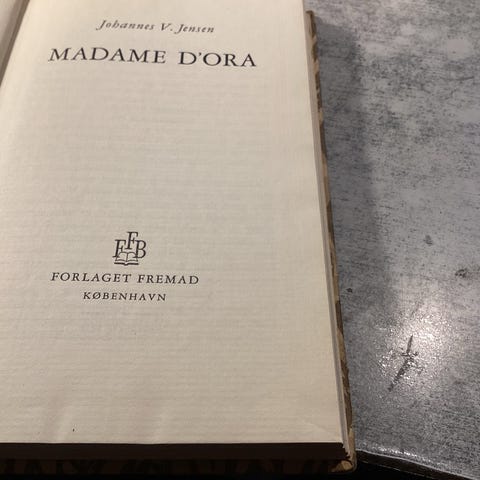 Johannes V. Jensen
MADAME D'ORA
FFB
FORLAGET FREMAD
KØBENHAVN